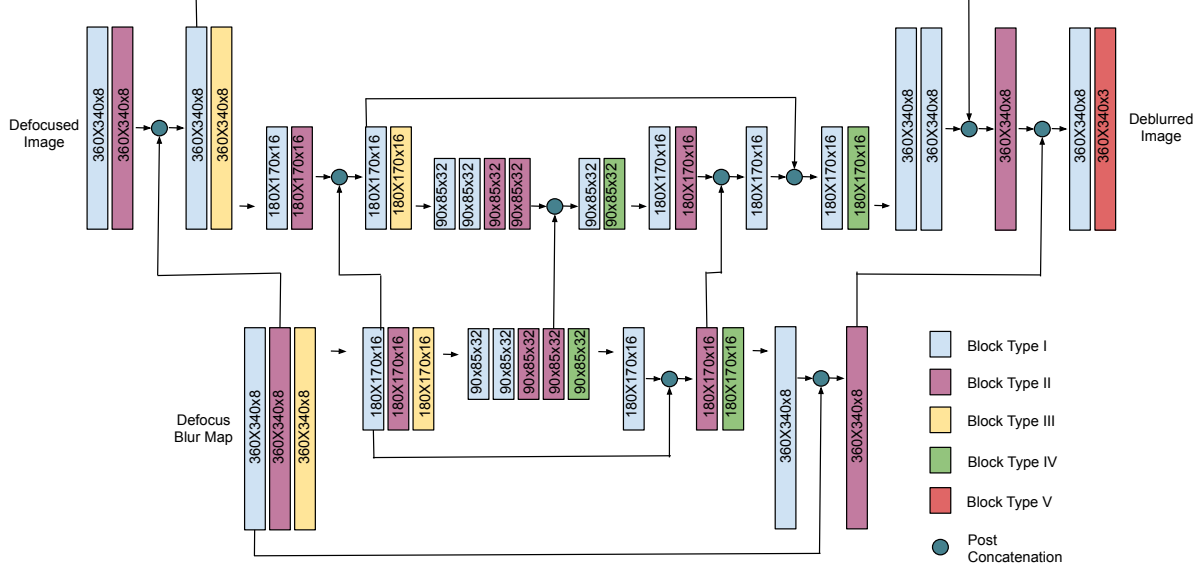 Defocused
Image
360X340x8
360X340x8
360X340x8
360X340x8
180X170x16
180X170x16
180X170x16
180X170x16
90x85x32
90x85x32
90x85x32
90x85x32
90x85x32
90x85x32
180X170x16
180X170x16
180X170x16
180X170x16
180X170x16
360X340x8
360X340x8
360X340x8
360X340x8
360X340x3
Deblurred
Image
Defocus
Blur Map
360X340x8
360X340x8
360X340x8
180X170x16
180X170x16
180X170x16
90x85x32
90x85x32
90x85x32
90x85x32
90x85x32
180X170x16
180X170x16
180X170x16
360X340x8
360X340x8
Block Type I
Block Type II
Block Type III
Block Type IV
Block Type V
Post
Concatenation